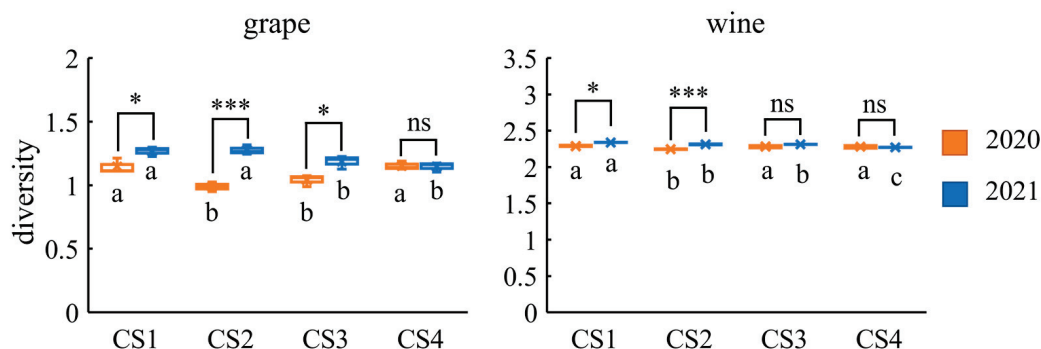 grape
wine
diversity
2
1.5
1
0.5
0
* *** * ns
a a b a b b a b
CS1 CS2 CS3 CS4
3.5
3
2.5
2
1.5
1
0.5
0
* *** ns ns
a a b b a b a c
CS1 CS2 CS3 CS4
2020
2021